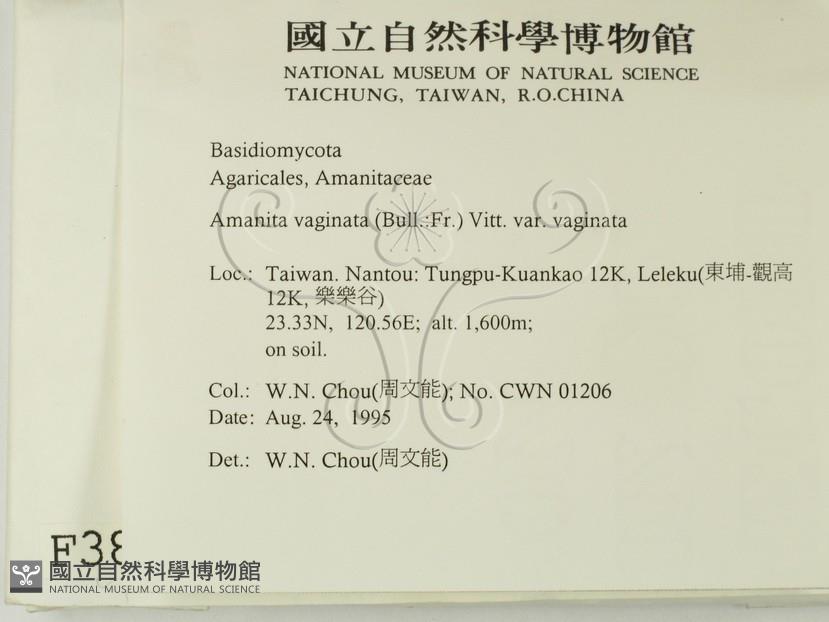 國立自然科學博物館
NATIONAL MUSEUM OF NATURAL SCIENCE
TAICHUNG, TAIWAN, R.O.CHINA
Basidiomycota
Agaricales, Amanitaceae
Amanita vaginata (Bull.:Fr.) Vitt. var. vaginata
Loc.: Taiwan. Nantou: Tungpu-Kuankao 12K, Leleku(東埔-觀高
12K, 樂樂谷)
23.33N, 120.56E; alt. 1,600m;
on soil.
Col.: W.N. Chou(周文能); No. CWN 01206
Date: Aug. 24, 1995
Det.: W.N. Chou(周文能)
F38
國立自然科學博物館
NATIONAL MUSEUM OF NATURAL SCIENCE